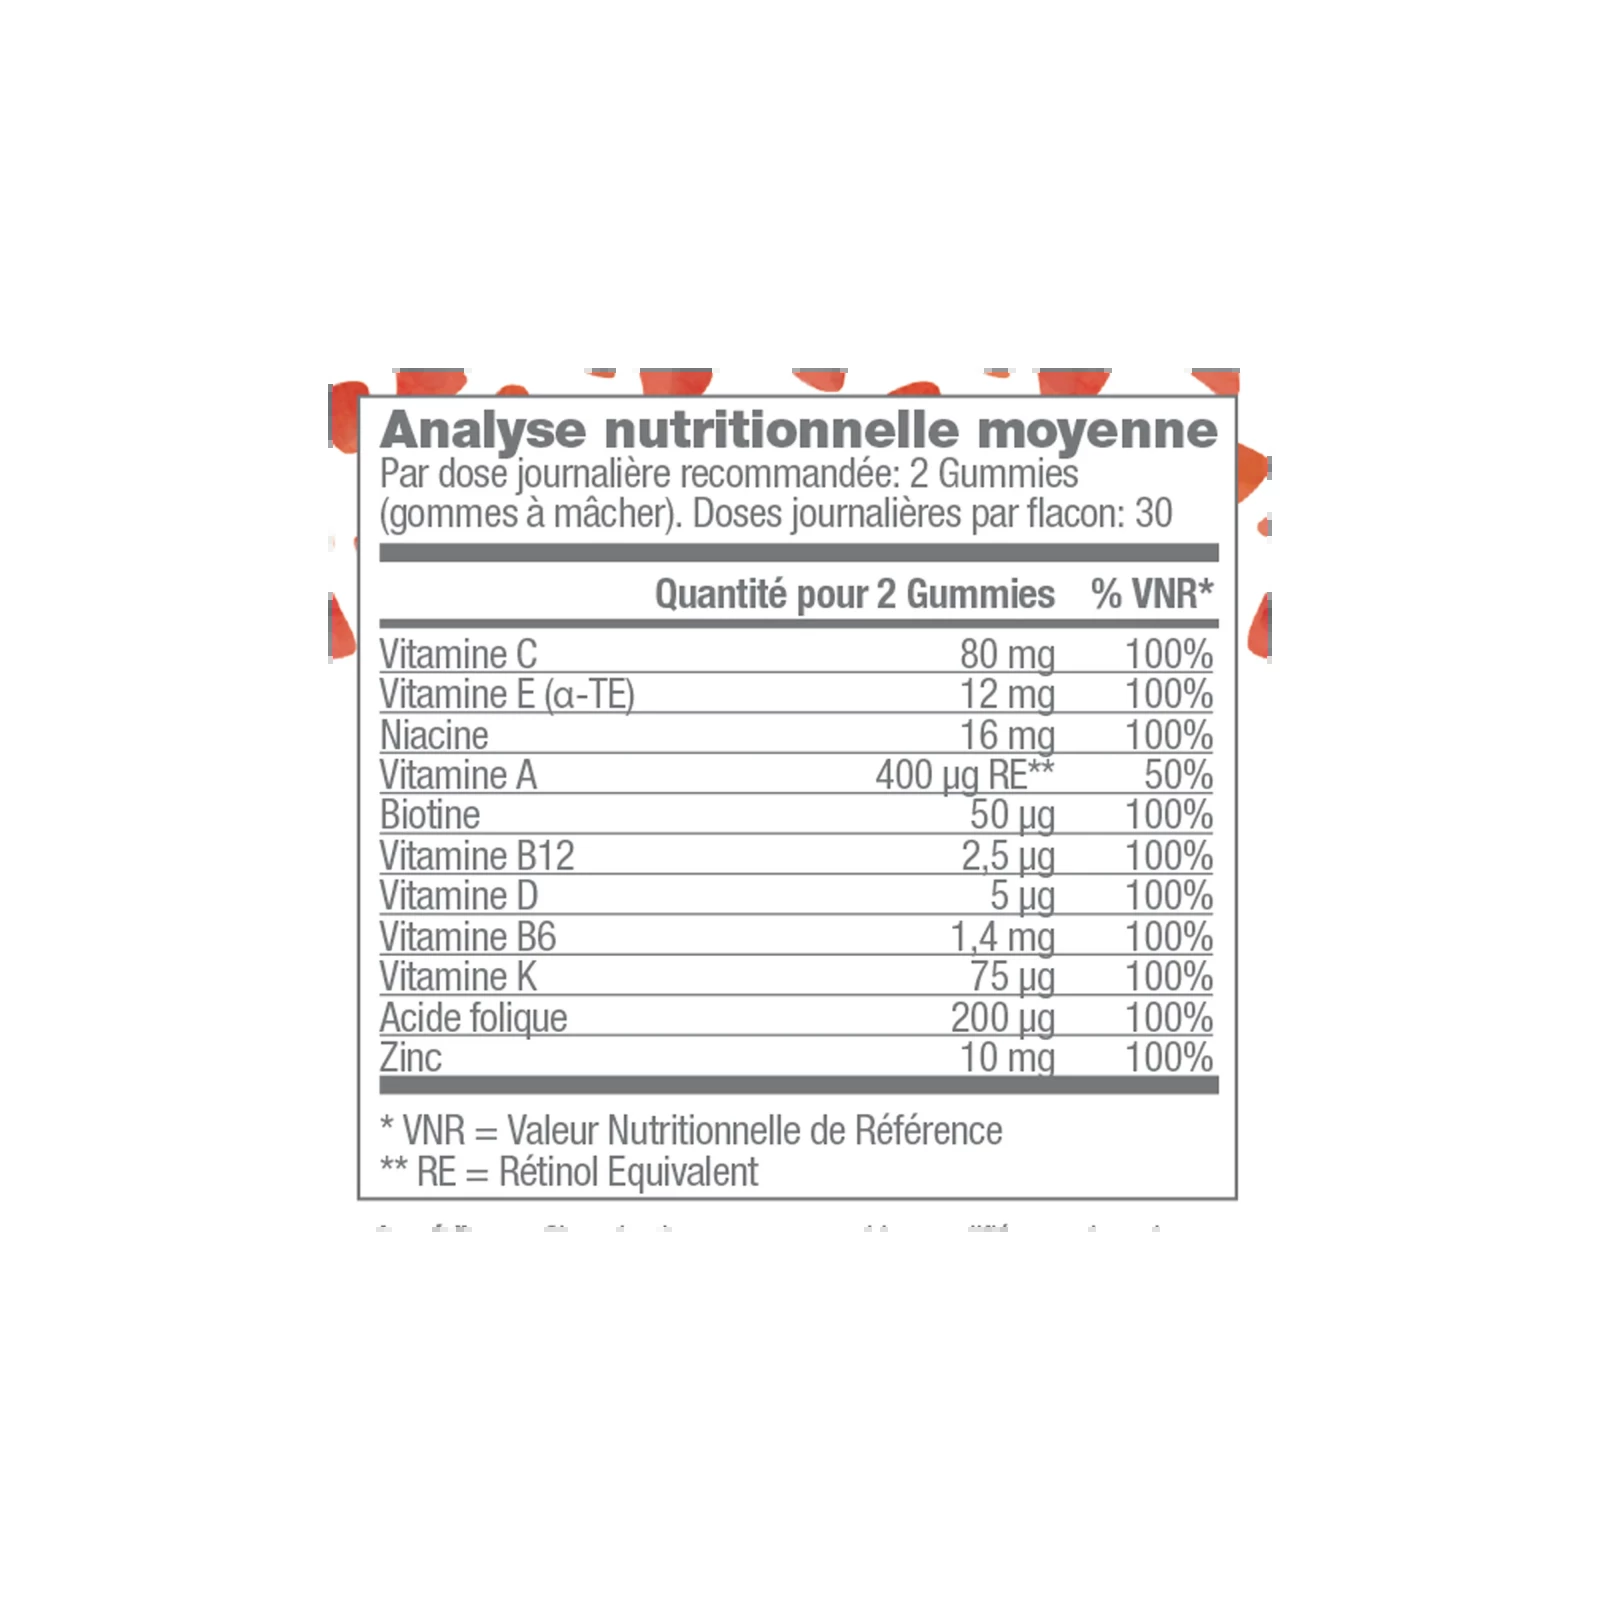 Analyse nutritionnelle moyenne
Par dose journalière recommandée: 2 Gummies
(gommes à mâcher). Doses journalières par flacon: 30
Quantité pour 2 Gummies % VNR*
Vitamine C 80 mg 100%
Vitamine E (α-TE) 12 mg 100%
Niacine 16 mg 100%
Vitamine A 400 µg RE** 50%
Biotine 50 µg 100%
Vitamine B12 2,5 µg 100%
Vitamine D 5 µg 100%
Vitamine B6 1,4 mg 100%
Vitamine K 75 µg 100%
Acide folique 200 µg 100%
Zinc 10 mg 100%
* VNR = Valeur Nutritionnelle de Référence
** RE = Rétinol Equivalent